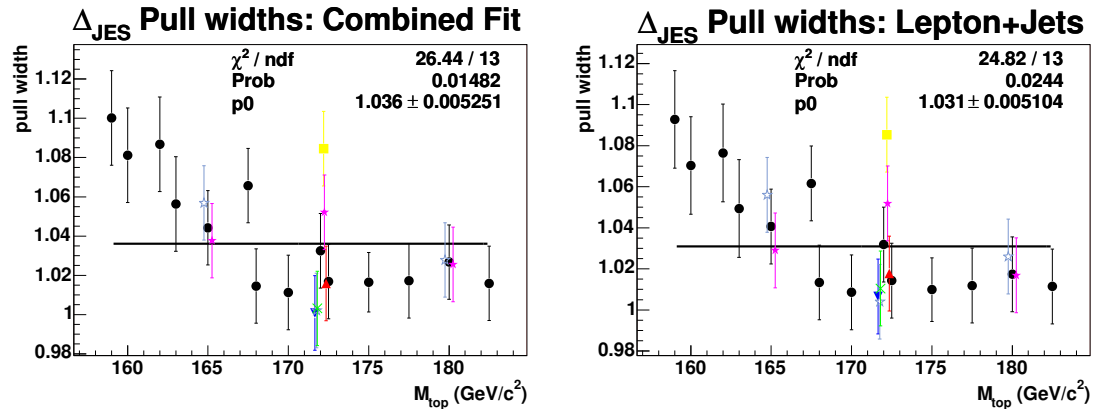 Δ_JES Pull widths: Combined Fit
pull width
χ² / ndf 26.44 / 13
Prob 0.01482
p0 1.036 ± 0.005251
1.12
1.1
1.08
1.06
1.04
1.02
1
0.98
160 165 170 175 180
M_top (GeV/c²)
Δ_JES Pull widths: Lepton+Jets
pull width
χ² / ndf 24.82 / 13
Prob 0.0244
p0 1.031 ± 0.005104
1.12
1.1
1.08
1.06
1.04
1.02
1
0.98
160 165 170 175 180
M_top (GeV/c²)